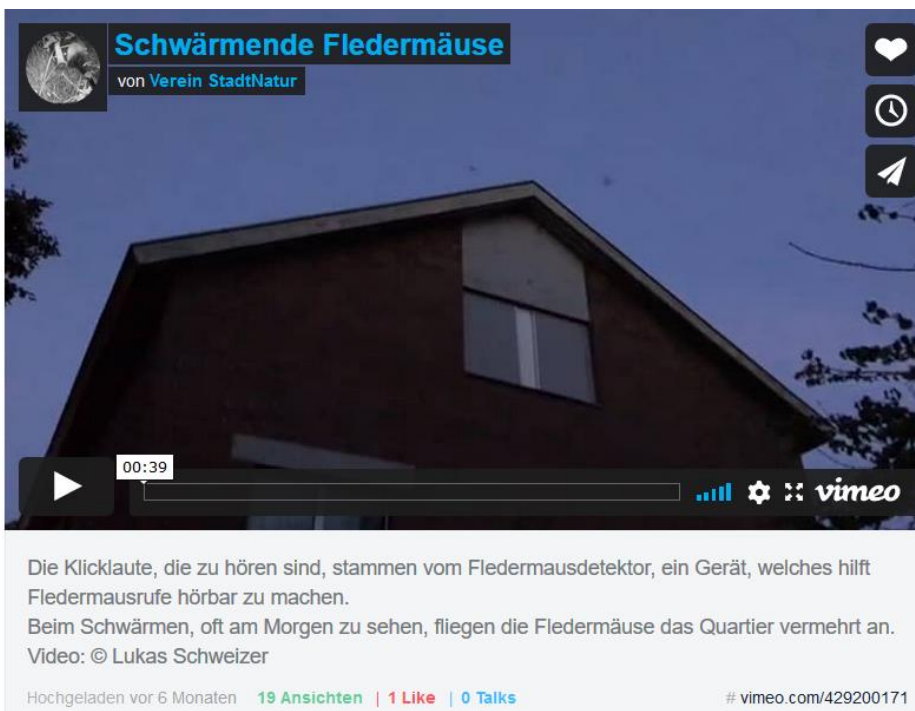 Schwärmende Fledermäuse
von Verein StadtNatur
00:39
vimeo
Die Klicklaute, die zu hören sind, stammen vom Fledermausdetektor, ein Gerät, welches hilft
Fledermausrufe hörbar zu machen.
Beim Schwärmen, oft am Morgen zu sehen, fliegen die Fledermäuse das Quartier vermehrt an.
Video: © Lukas Schweizer
Hochgeladen vor 6 Monaten 19 Ansichten | 1 Like | 0 Talks # vimeo.com/429200171